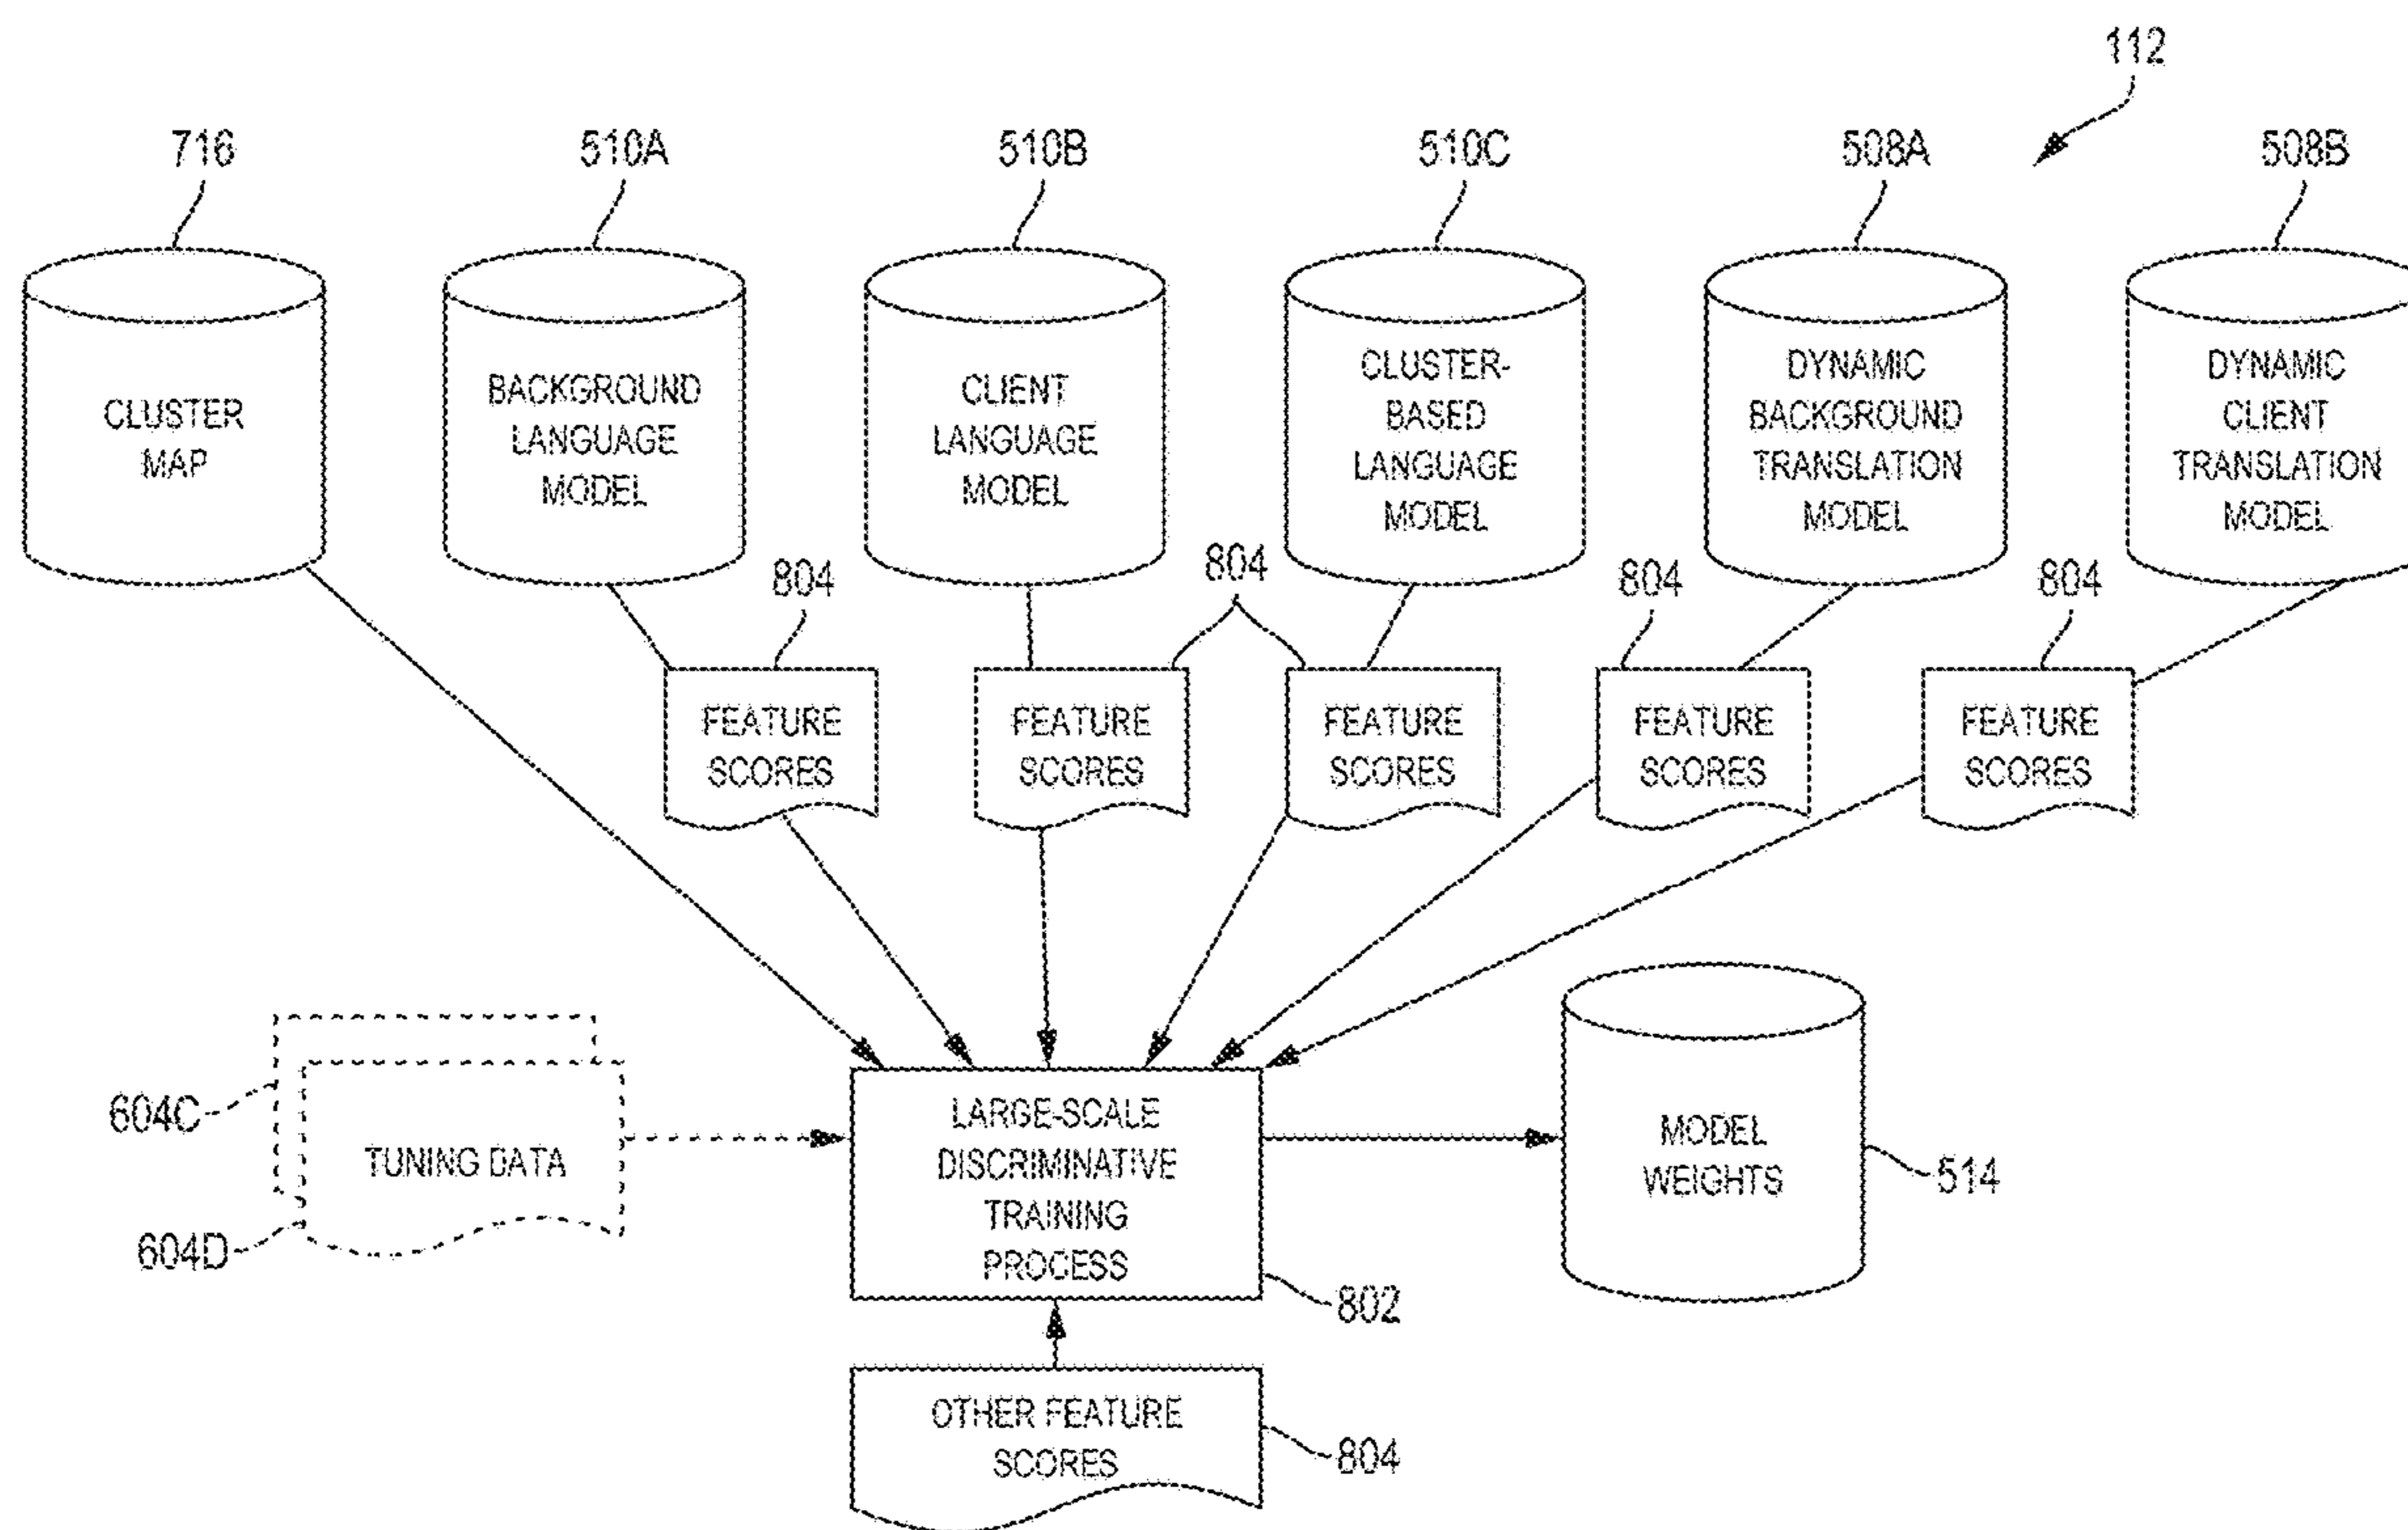 112
716
510A
510B
510C
508A
508B
CLUSTER
MAP
BACKGROUND
LANGUAGE
MODEL
CLIENT
LANGUAGE
MODEL
CLUSTER-
BASED
LANGUAGE
MODEL
DYNAMIC
BACKGROUND
TRANSLATION
MODEL
DYNAMIC
CLIENT
TRANSLATION
MODEL
804
804
804
804
FEATURE
SCORES
FEATURE
SCORES
FEATURE
SCORES
FEATURE
SCORES
FEATURE
SCORES
604C
TUNING DATA
604D
LARGE-SCALE
DISCRIMINATIVE
TRAINING
PROCESS
802
MODEL
WEIGHTS
514
OTHER FEATURE
SCORES
804